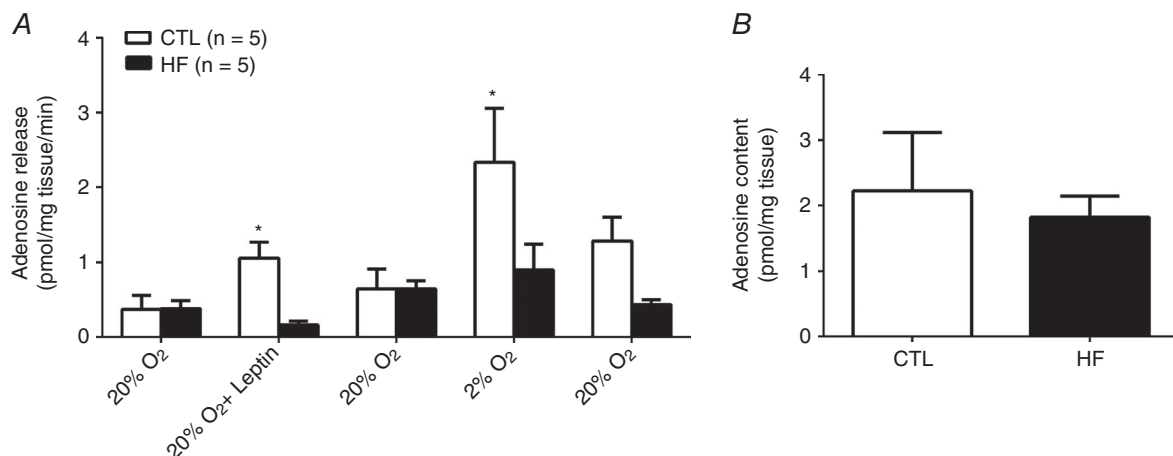 A
CTL (n = 5)
HF (n = 5)
Adenosine release
(pmol/mg tissue/min)
4
3
2
1
0
*
*
20% O2
20% O2+ Leptin
20% O2
2% O2
20% O2
B
Adenosine content
(pmol/mg tissue)
4
3
2
1
0
CTL
HF